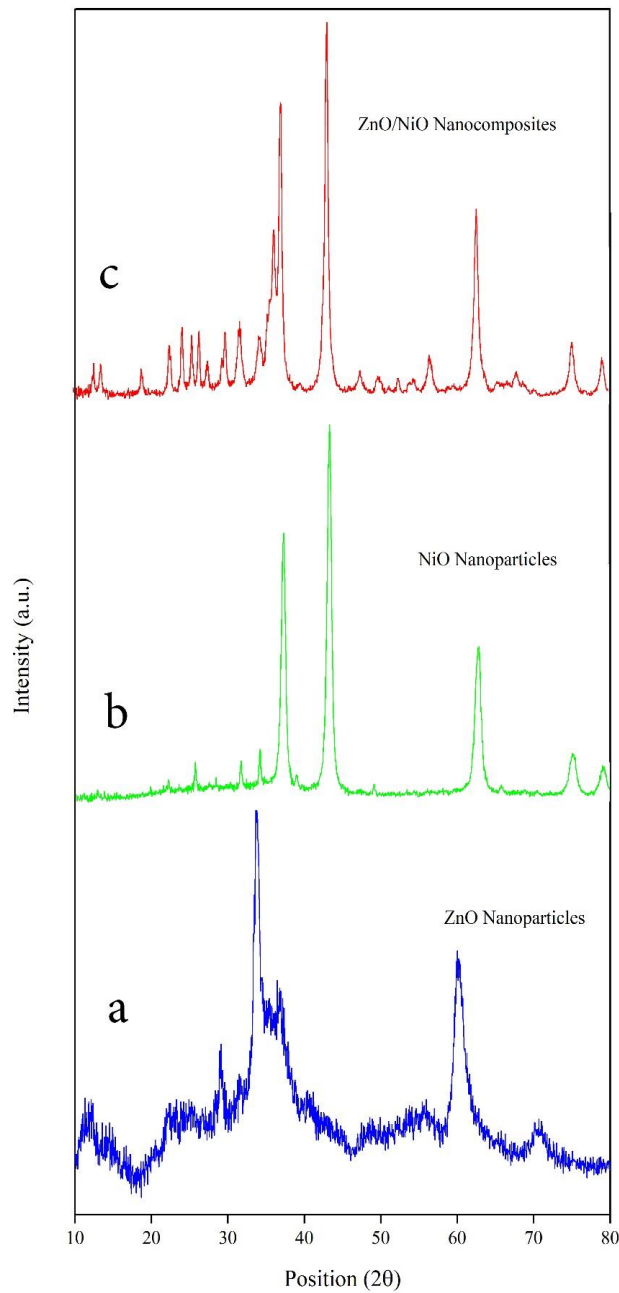 ZnO/NiO Nanocomposites
c
NiO Nanoparticles
Intensity (a.u.)
b
ZnO Nanoparticles
a
10 20 30 40 50 60 70 80
Position (2θ)